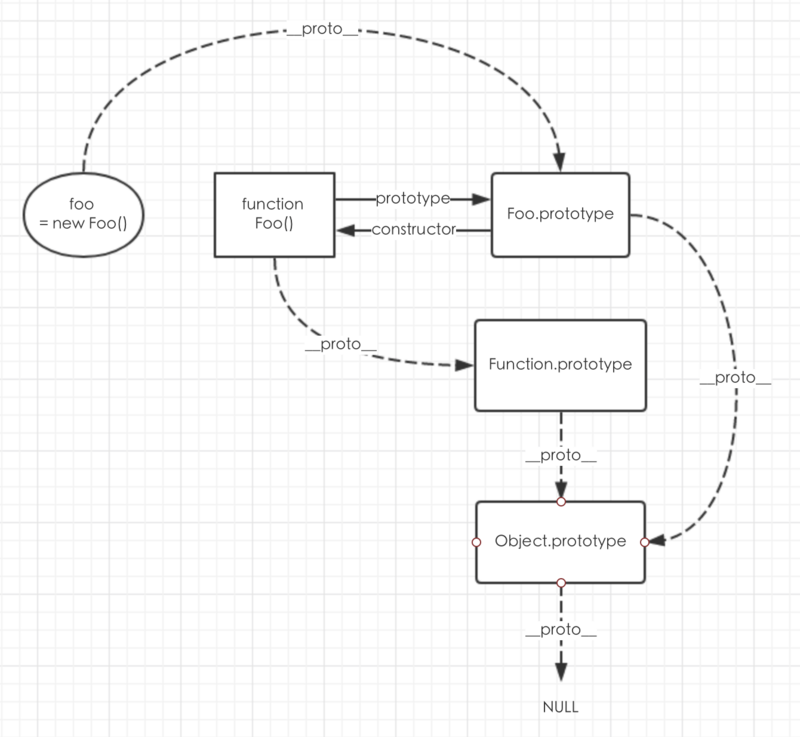 __proto__
foo
= new Foo()
function
Foo()
prototype
constructor
Foo.prototype
__proto__
Function.prototype
__proto__
__proto__
Object.prototype
__proto__
NULL